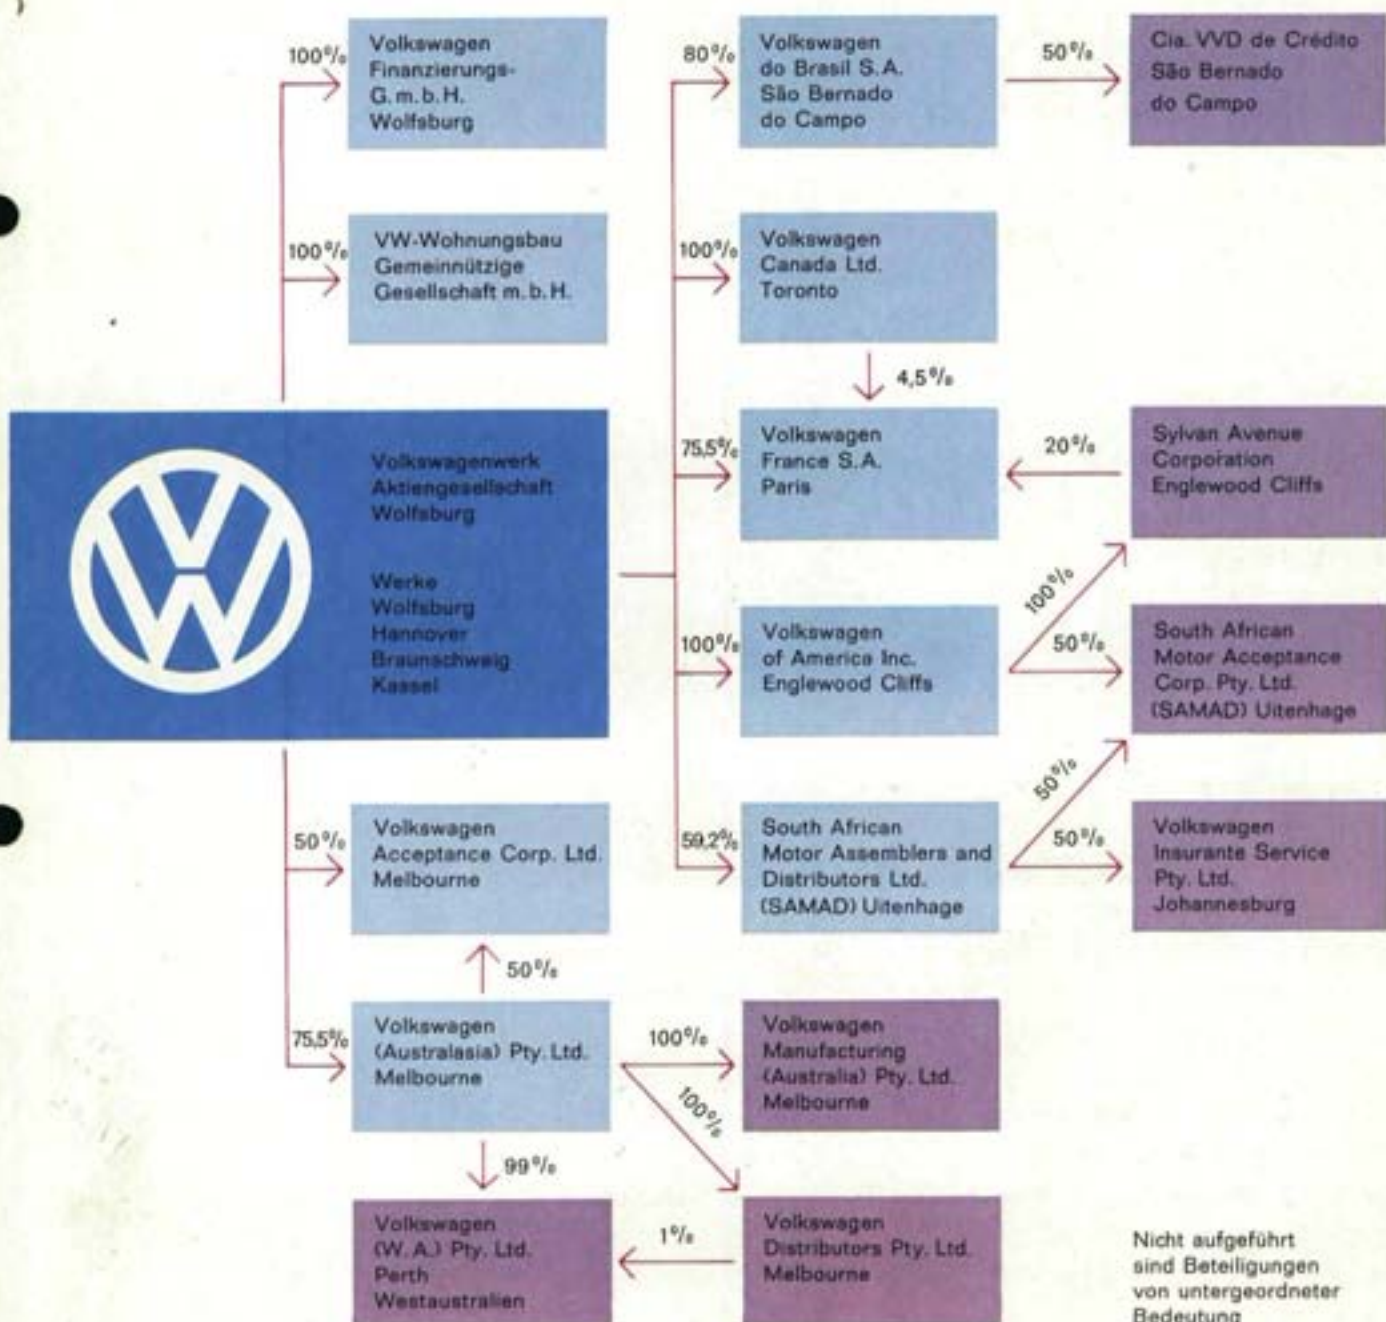 100%
Volkswagen
Finanzierungs-
G.m.b.H.
Wolfsburg
80%
Volkswagen
do Brasil S.A.
São Bernado
do Campo
50%
Cia. VVD de Crédito
São Bernado
do Campo
100%
VW-Wohnungsbau
Gemeinnützige
Gesellschaft m.b.H.
100%
Volkswagen
Canada Ltd.
Toronto
4,5%
Volkswagenwerk
Aktiengesellschaft
Wolfsburg
Werke
Wolfsburg
Hannover
Braunschweig
Kassel
75,5%
Volkswagen
France S.A.
Paris
20%
Sylvan Avenue
Corporation
Englewood Cliffs
100%
Volkswagen
of America Inc.
Englewood Cliffs
100%
50%
South African
Motor Acceptance
Corp. Pty. Ltd.
(SAMAD) Uitenhage
50%
Volkswagen
Acceptance Corp. Ltd.
Melbourne
59,2%
South African
Motor Assemblers and
Distributors Ltd.
(SAMAD) Uitenhage
50%
50%
Volkswagen
Insurante Service
Pty. Ltd.
Johannesburg
50%
75,5%
Volkswagen
(Australasia) Pty. Ltd.
Melbourne
100%
Volkswagen
Manufacturing
(Australia) Pty. Ltd.
Melbourne
100%
99%
Volkswagen
(W. A.) Pty. Ltd.
Perth
Westaustralien
1%
Volkswagen
Distributors Pty. Ltd.
Melbourne
Nicht aufgeführt
sind Beteiligungen
von untergeordneter
Bedeutung